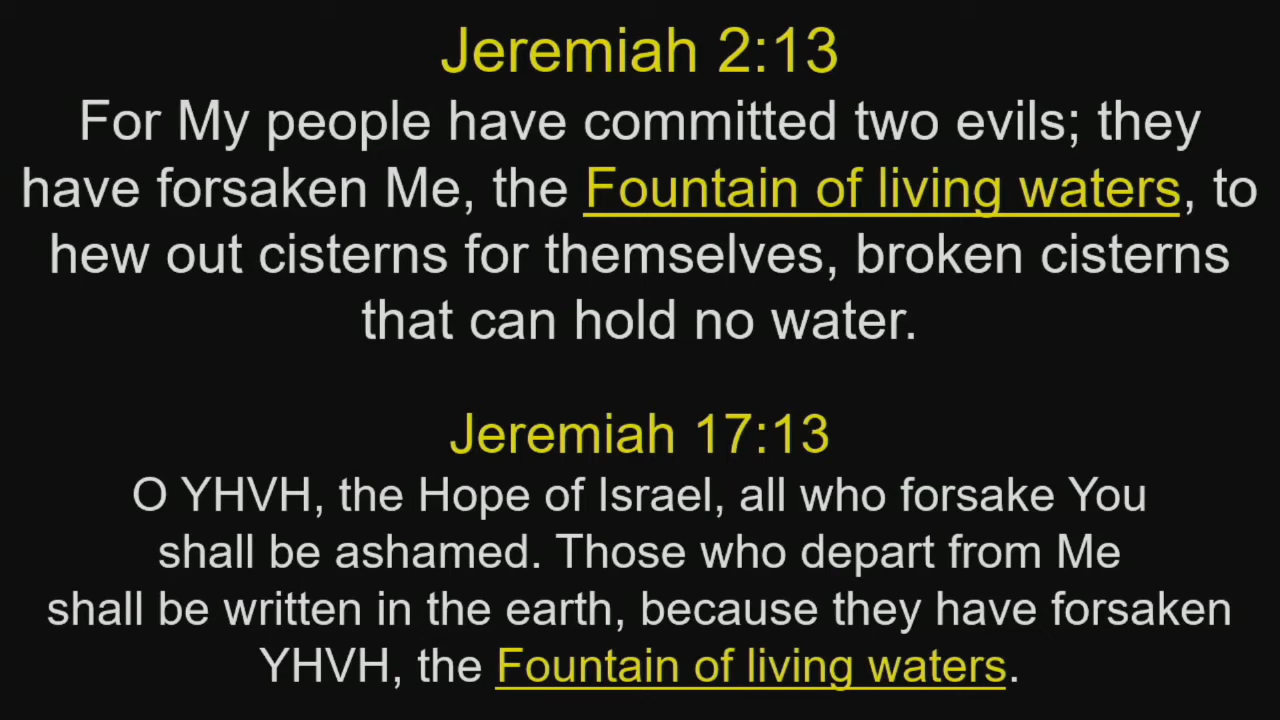 Jeremiah 2:13
For My people have committed two evils; they
have forsaken Me, the Fountain of living waters, to
hew out cisterns for themselves, broken cisterns
that can hold no water.
Jeremiah 17:13
O YHVH, the Hope of Israel, all who forsake You
shall be ashamed. Those who depart from Me
shall be written in the earth, because they have forsaken
YHVH, the Fountain of living waters.